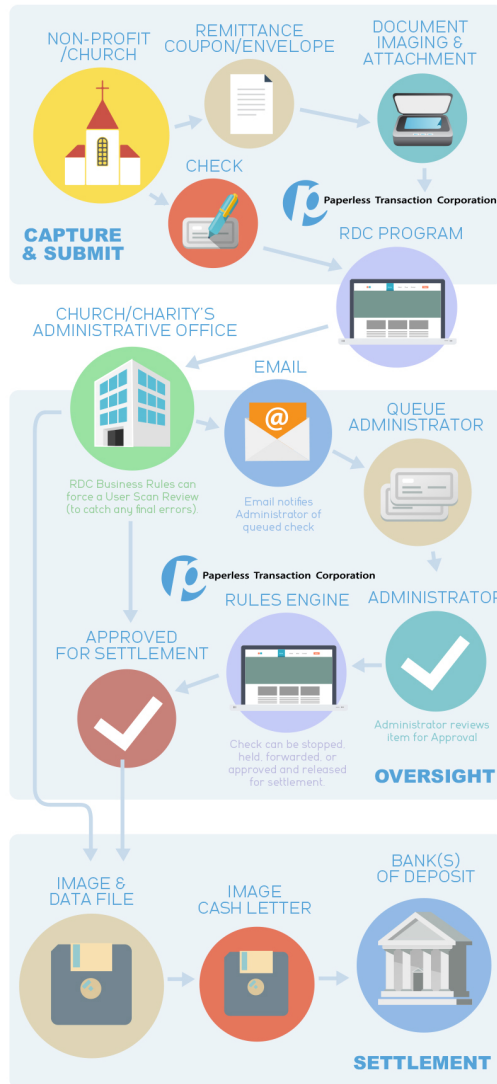 NON-PROFIT
/CHURCH
REMITTANCE
COUPON/ENVELOPE
DOCUMENT
IMAGING &
ATTACHMENT
CHECK
Paperless Transaction Corporation
CAPTURE
& SUBMIT
RDC PROGRAM
CHURCH/CHARITY'S
ADMINISTRATIVE OFFICE
EMAIL
QUEUE
ADMINISTRATOR
@
RDC Business Rules can
force a User Scan Review
(to catch any final errors).
Email notifies
Administrator of
queued check
Paperless Transaction Corporation
RULES ENGINE
ADMINISTRATOR
APPROVED
FOR SETTLEMENT
Administrator reviews
item for Approval
Check can be stopped,
held, forwarded, or
approved and released
for settlement.
OVERSIGHT
IMAGE &
DATA FILE
IMAGE
CASH LETTER
BANK(S)
OF DEPOSIT
SETTLEMENT